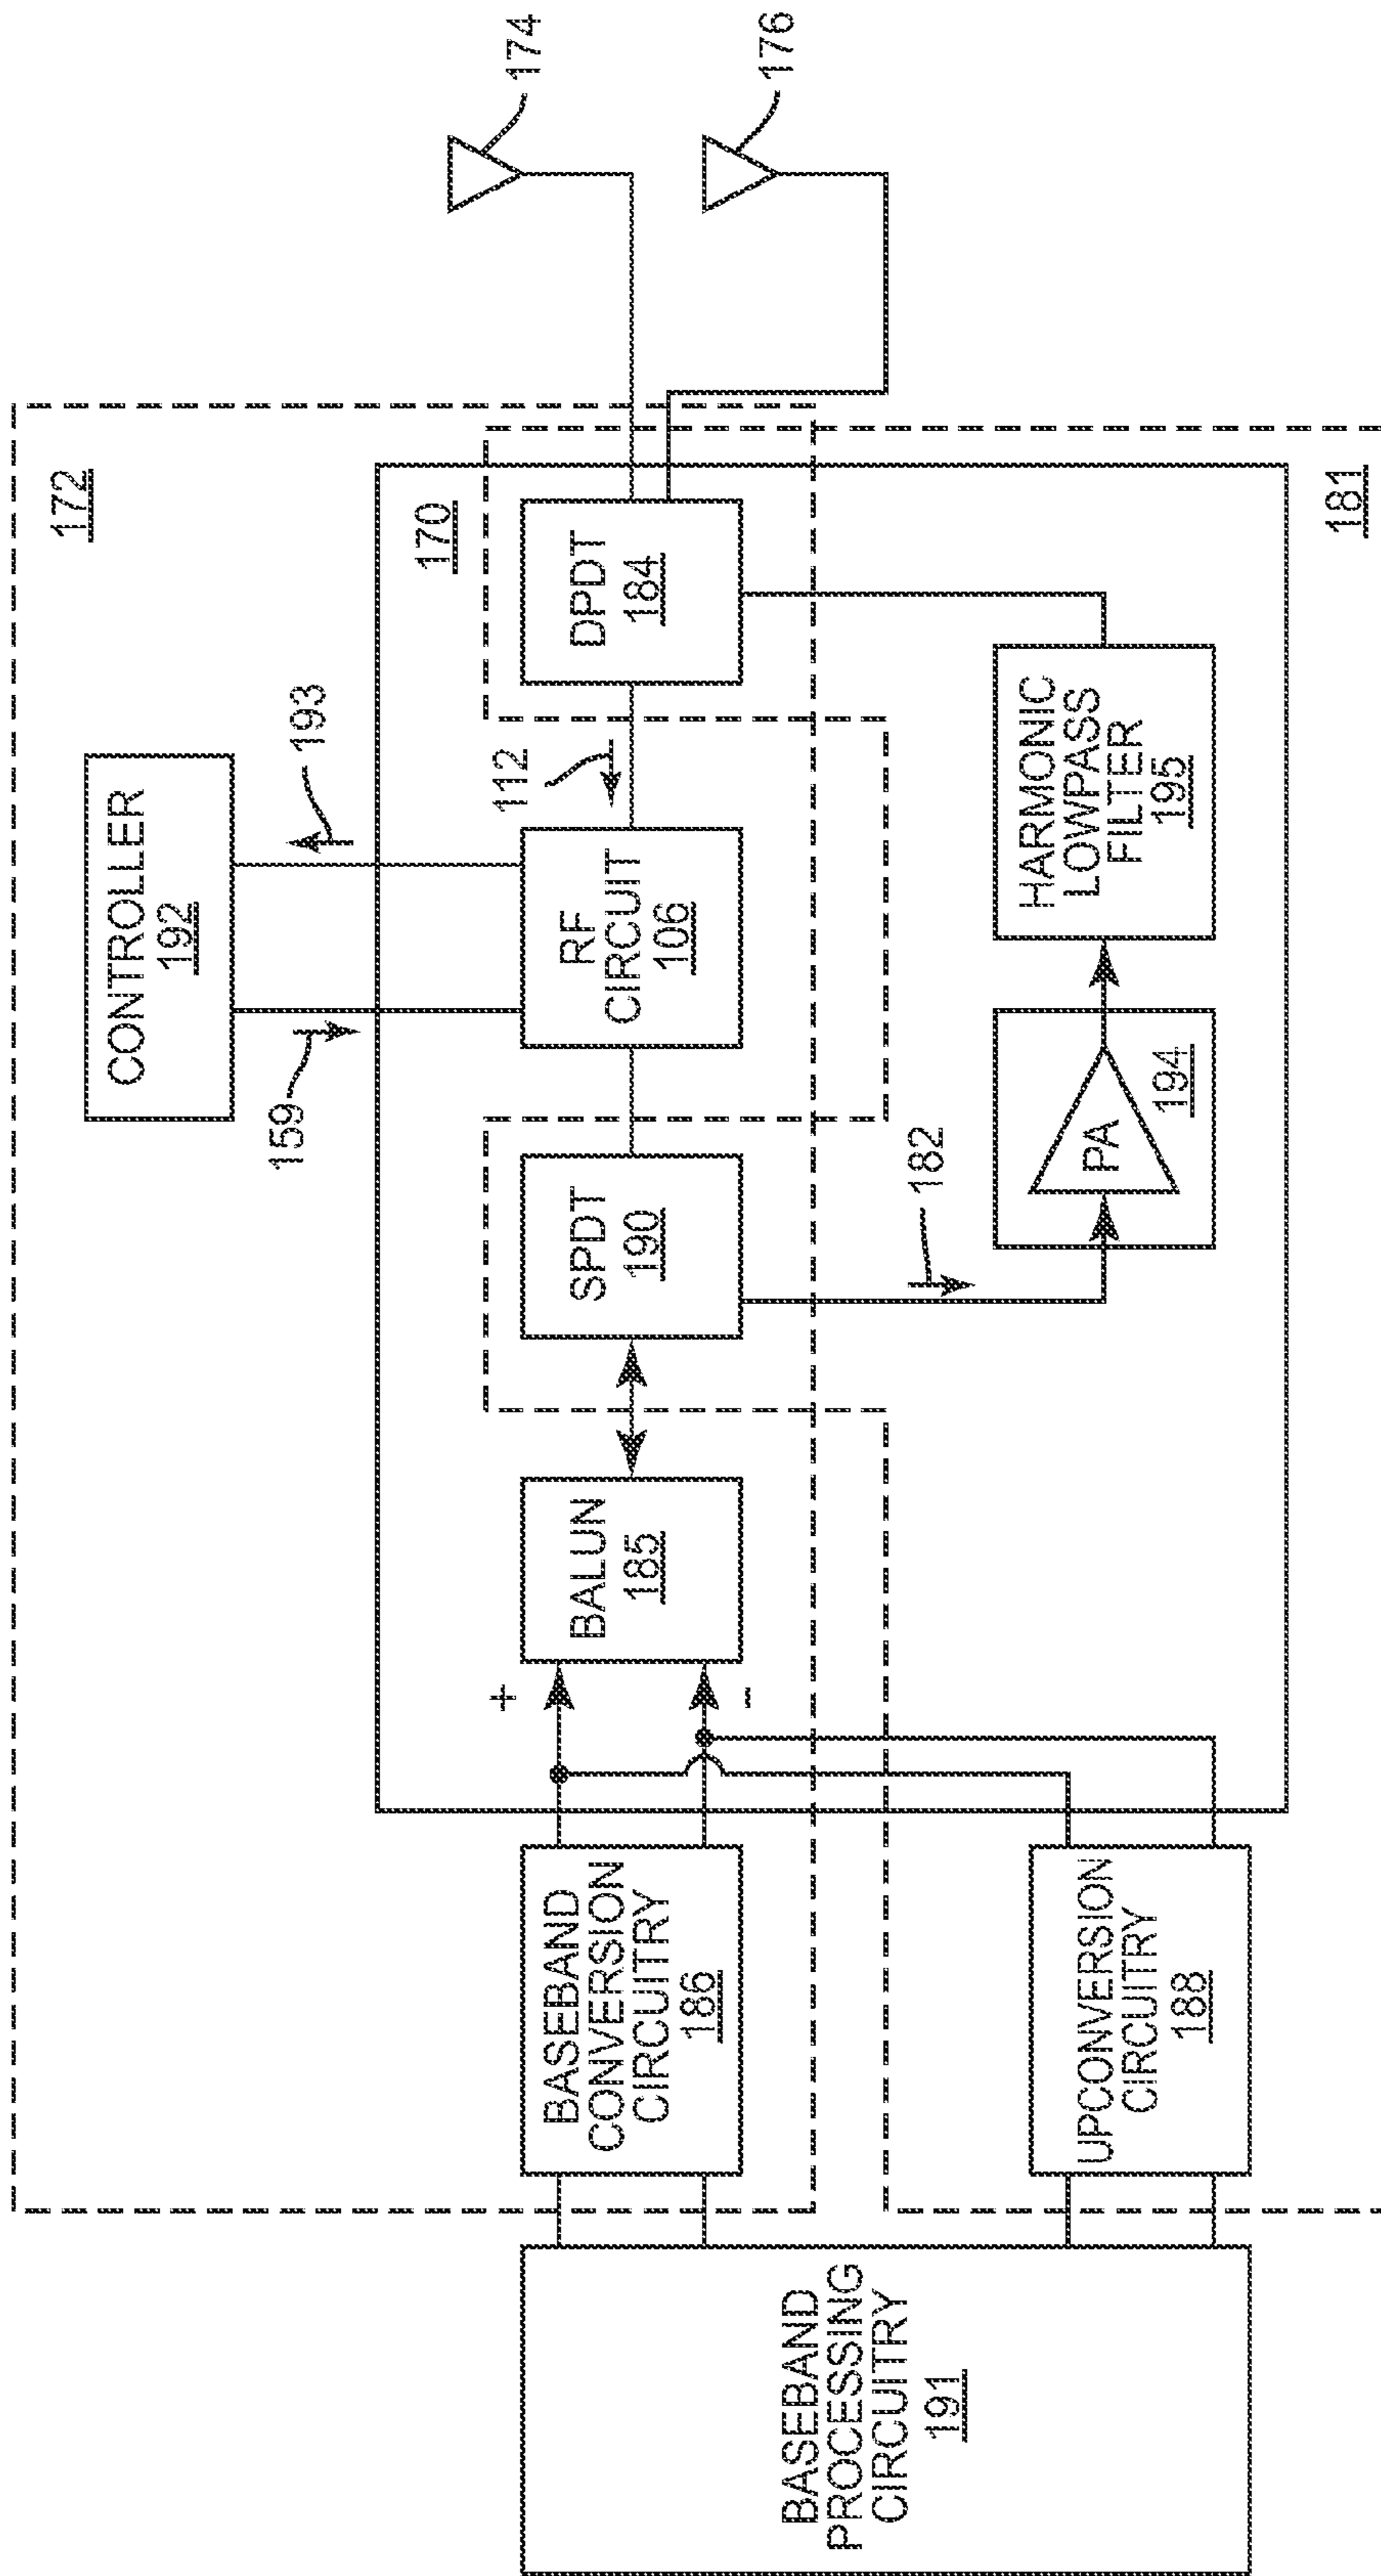 172
CONTROLLER
192
159
193
170
174
176
112
+
-
BASEBAND
CONVERSION
CIRCUITRY
186
BALUN
185
SPDT
190
RF
CIRCUIT
106
DPDT
184
BASEBAND
PROCESSING
CIRCUITRY
191
182
UPCONVERSION
CIRCUITRY
188
PA
194
HARMONIC
LOWPASS
FILTER
195
181